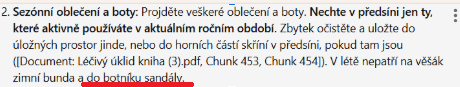 2. Sezónní oblečení a boty: Projděte veškeré oblečení a boty. Nechte v předsíni jen ty,
které aktivně používáte v aktuálním ročním období. Zbytek očistěte a uložte do
úložných prostor jinde, nebo do horních částí skříní v předsíni, pokud tam jsou
([Document: Léčivý úklid kniha (3).pdf, Chunk 453, Chunk 454]). V létě nepatří na věšák
zimní bunda a do botníku sandály.